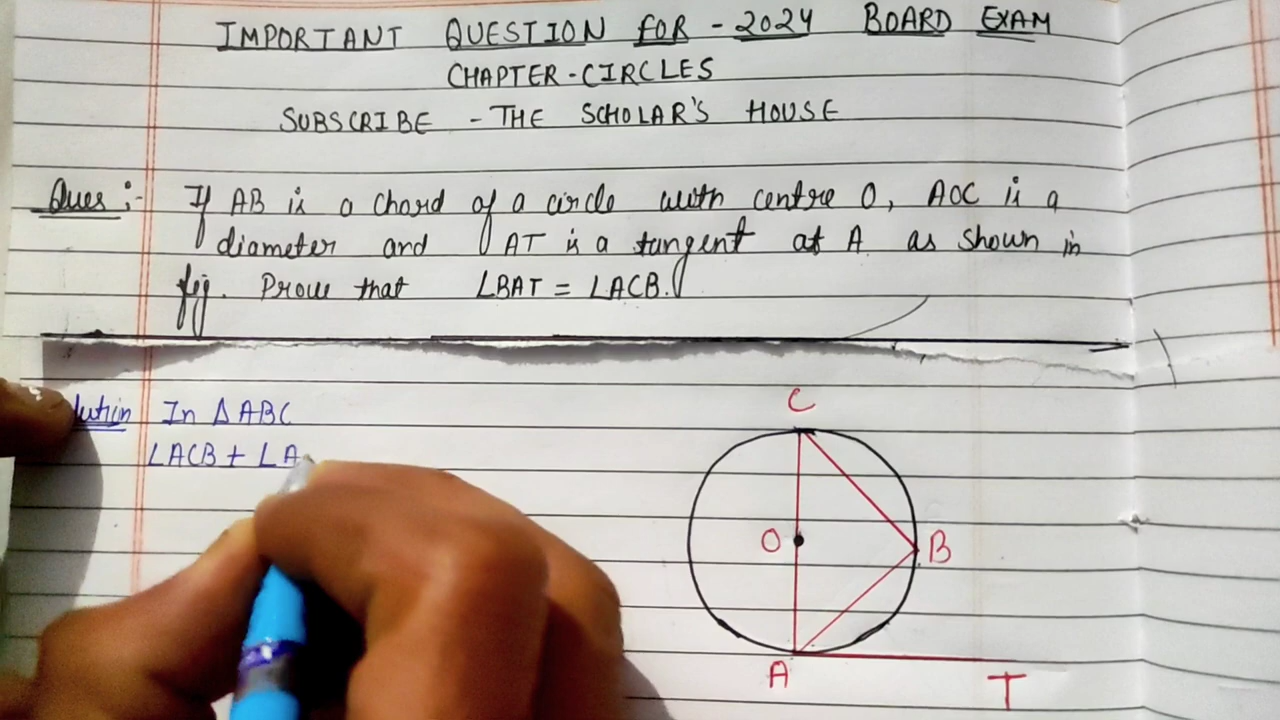 IMPORTANT QUESTION FOR - 2024 BOARD EXAM
CHAPTER - CIRCLES
SUBSCRIBE - THE SCHOLAR'S HOUSE
Ques :- If AB is a chord of a circle with centre O, AOC is a
diameter and AT is a tangent at A as shown in
fig. Prove that ∠BAT = ∠ACB.
lution In Δ ABC
∠ACB + ∠A
C
O
B
A
T